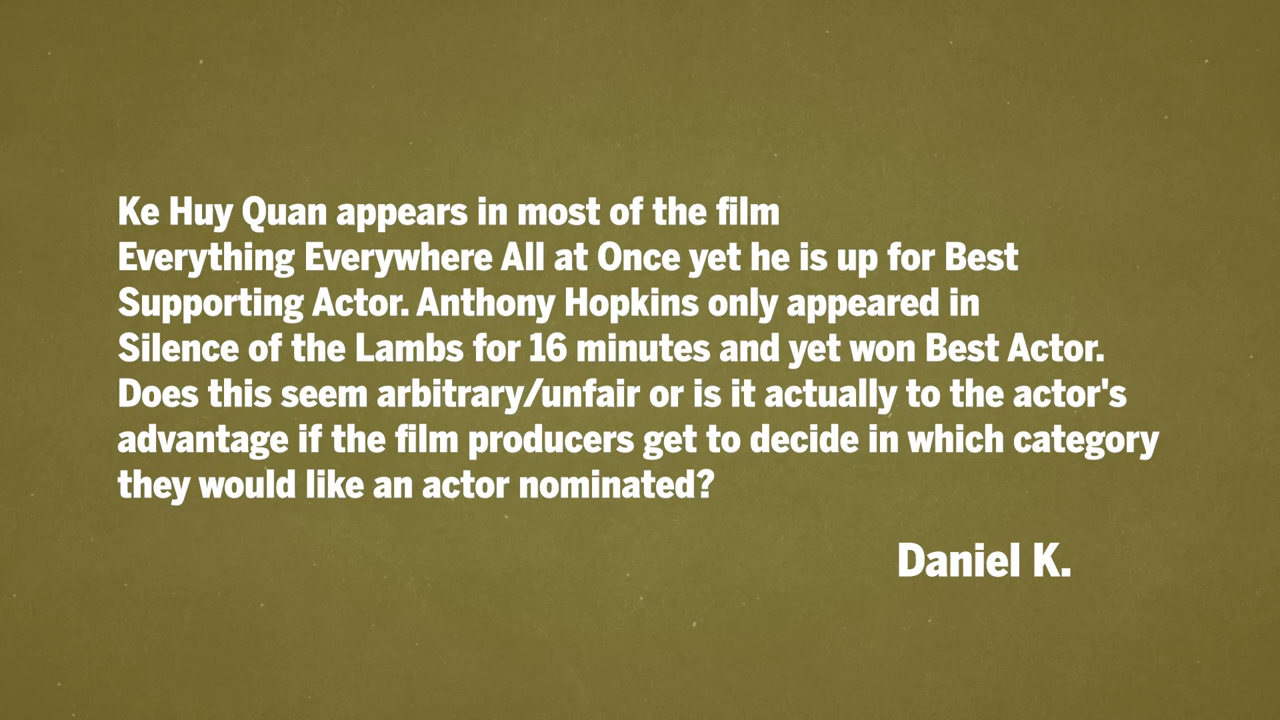 Ke Huy Quan appears in most of the film
Everything Everywhere All at Once yet he is up for Best
Supporting Actor. Anthony Hopkins only appeared in
Silence of the Lambs for 16 minutes and yet won Best Actor.
Does this seem arbitrary/unfair or is it actually to the actor's
advantage if the film producers get to decide in which category
they would like an actor nominated?
Daniel K.